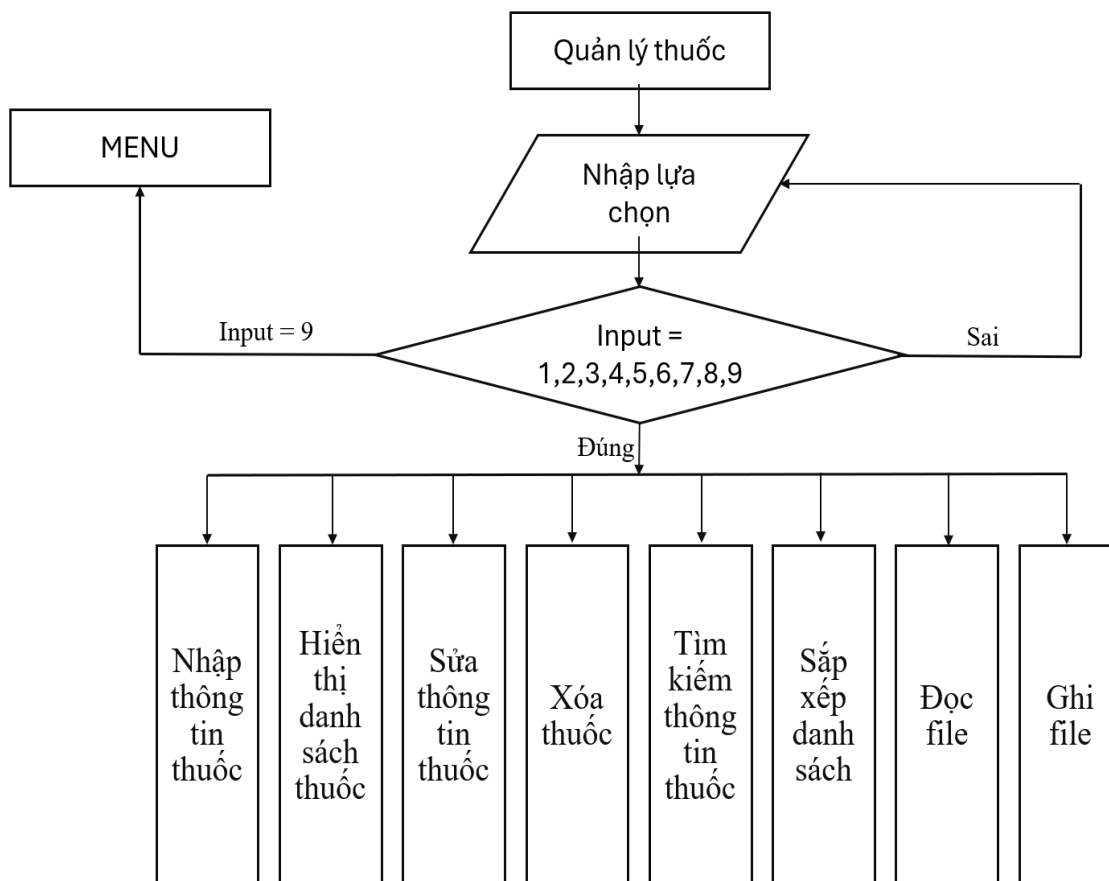 Quản lý thuốc
MENU
Nhập lựa
chọn
Input = 9
Input =
1,2,3,4,5,6,7,8,9
Sai
Đúng
Nhập
thông
tin
thuốc
Hiển
thị
danh
sách
thuốc
Sửa
thông
tin
thuốc
Xóa
thuốc
Tìm
kiếm
thông
tin
thuốc
Sắp
xếp
danh
sách
Đọc
file
Ghi
file